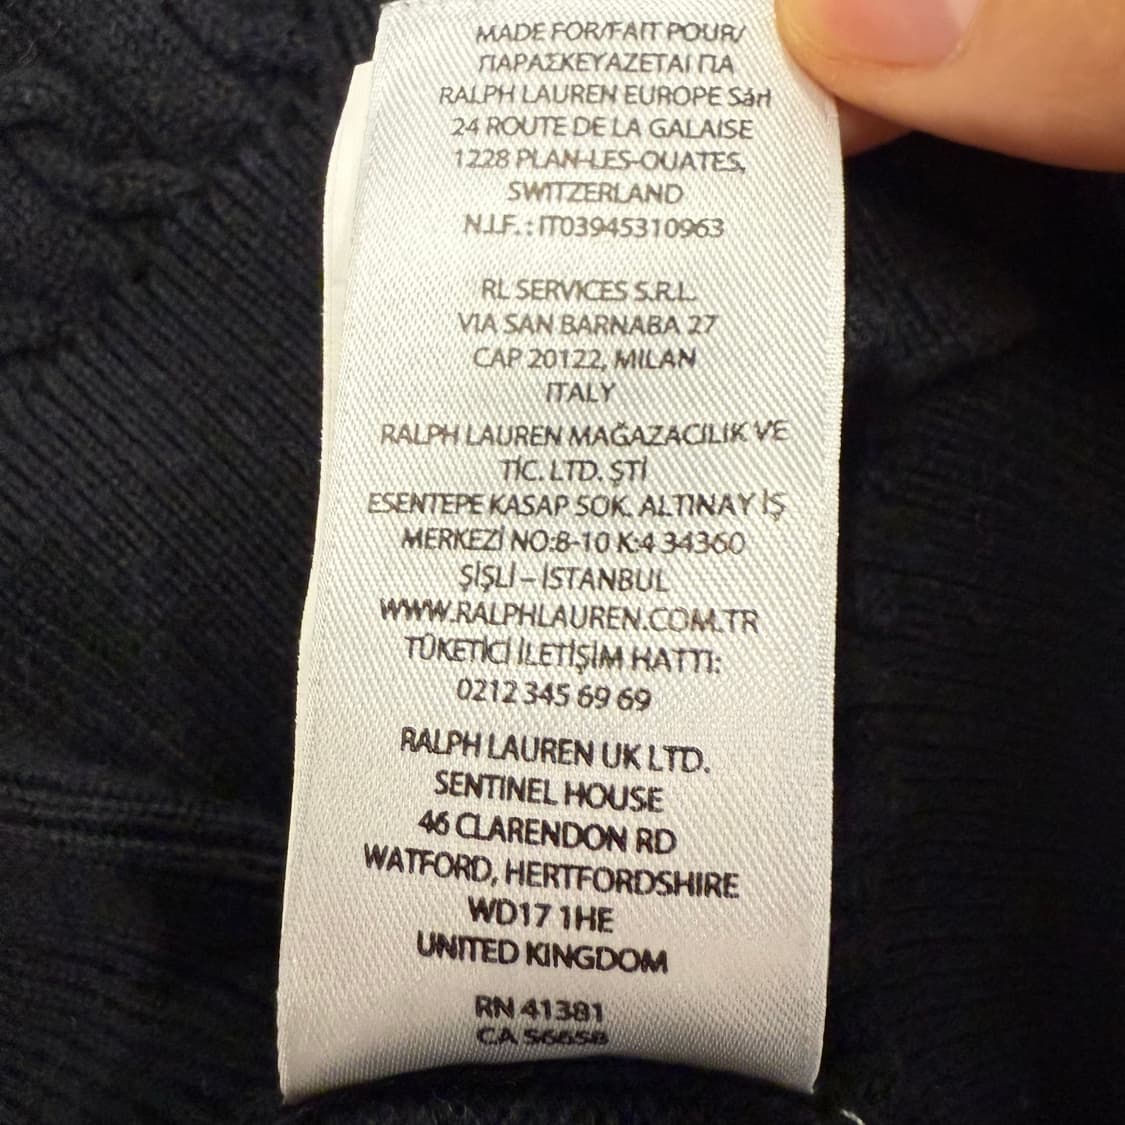 MADE FOR/FAIT POUR/
ΠΑΡΑΣΚΕΥΑΖΕΤΑΙ ΓΙΑ
RALPH LAUREN EUROPE Sàrl
24 ROUTE DE LA GALAISE
1228 PLAN-LES-OUATES,
SWITZERLAND
N.I.F. : IT03945310963
RL SERVICES S.R.L.
VIA SAN BARNABA 27
CAP 20122, MILAN
ITALY
RALPH LAUREN MAĞAZACILIK VE
TİC. LTD. ŞTİ
ESENTEPE KASAP SOK. ALTINAY İŞ
MERKEZİ NO:8-10 K:4 34360
ŞİŞLİ – İSTANBUL
WWW.RALPHLAUREN.COM.TR
TÜKETİCİ İLETİŞİM HATTI:
0212 345 69 69
RALPH LAUREN UK LTD.
SENTINEL HOUSE
46 CLARENDON RD
WATFORD, HERTFORDSHIRE
WD17 1HE
UNITED KINGDOM
RN 41381
CA 56658